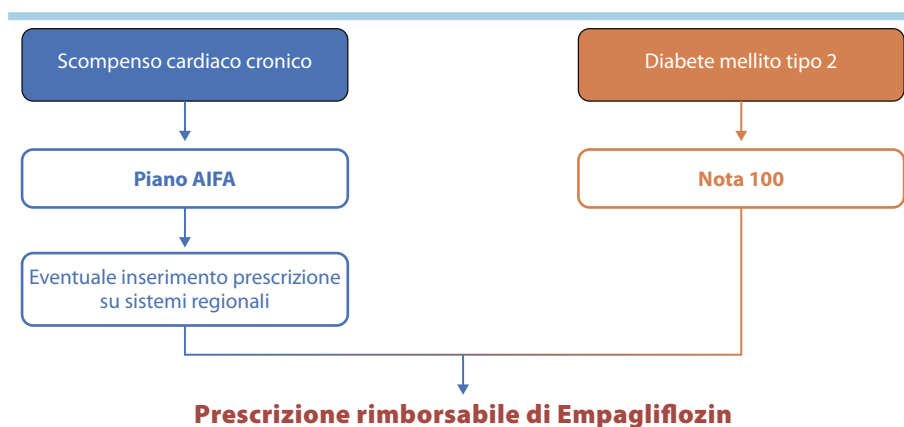 Scompenso cardiaco cronico
Diabete mellito tipo 2
Piano AIFA
Nota 100
Eventuale inserimento prescrizione
su sistemi regionali
Prescrizione rimborsabile di Empagliflozin